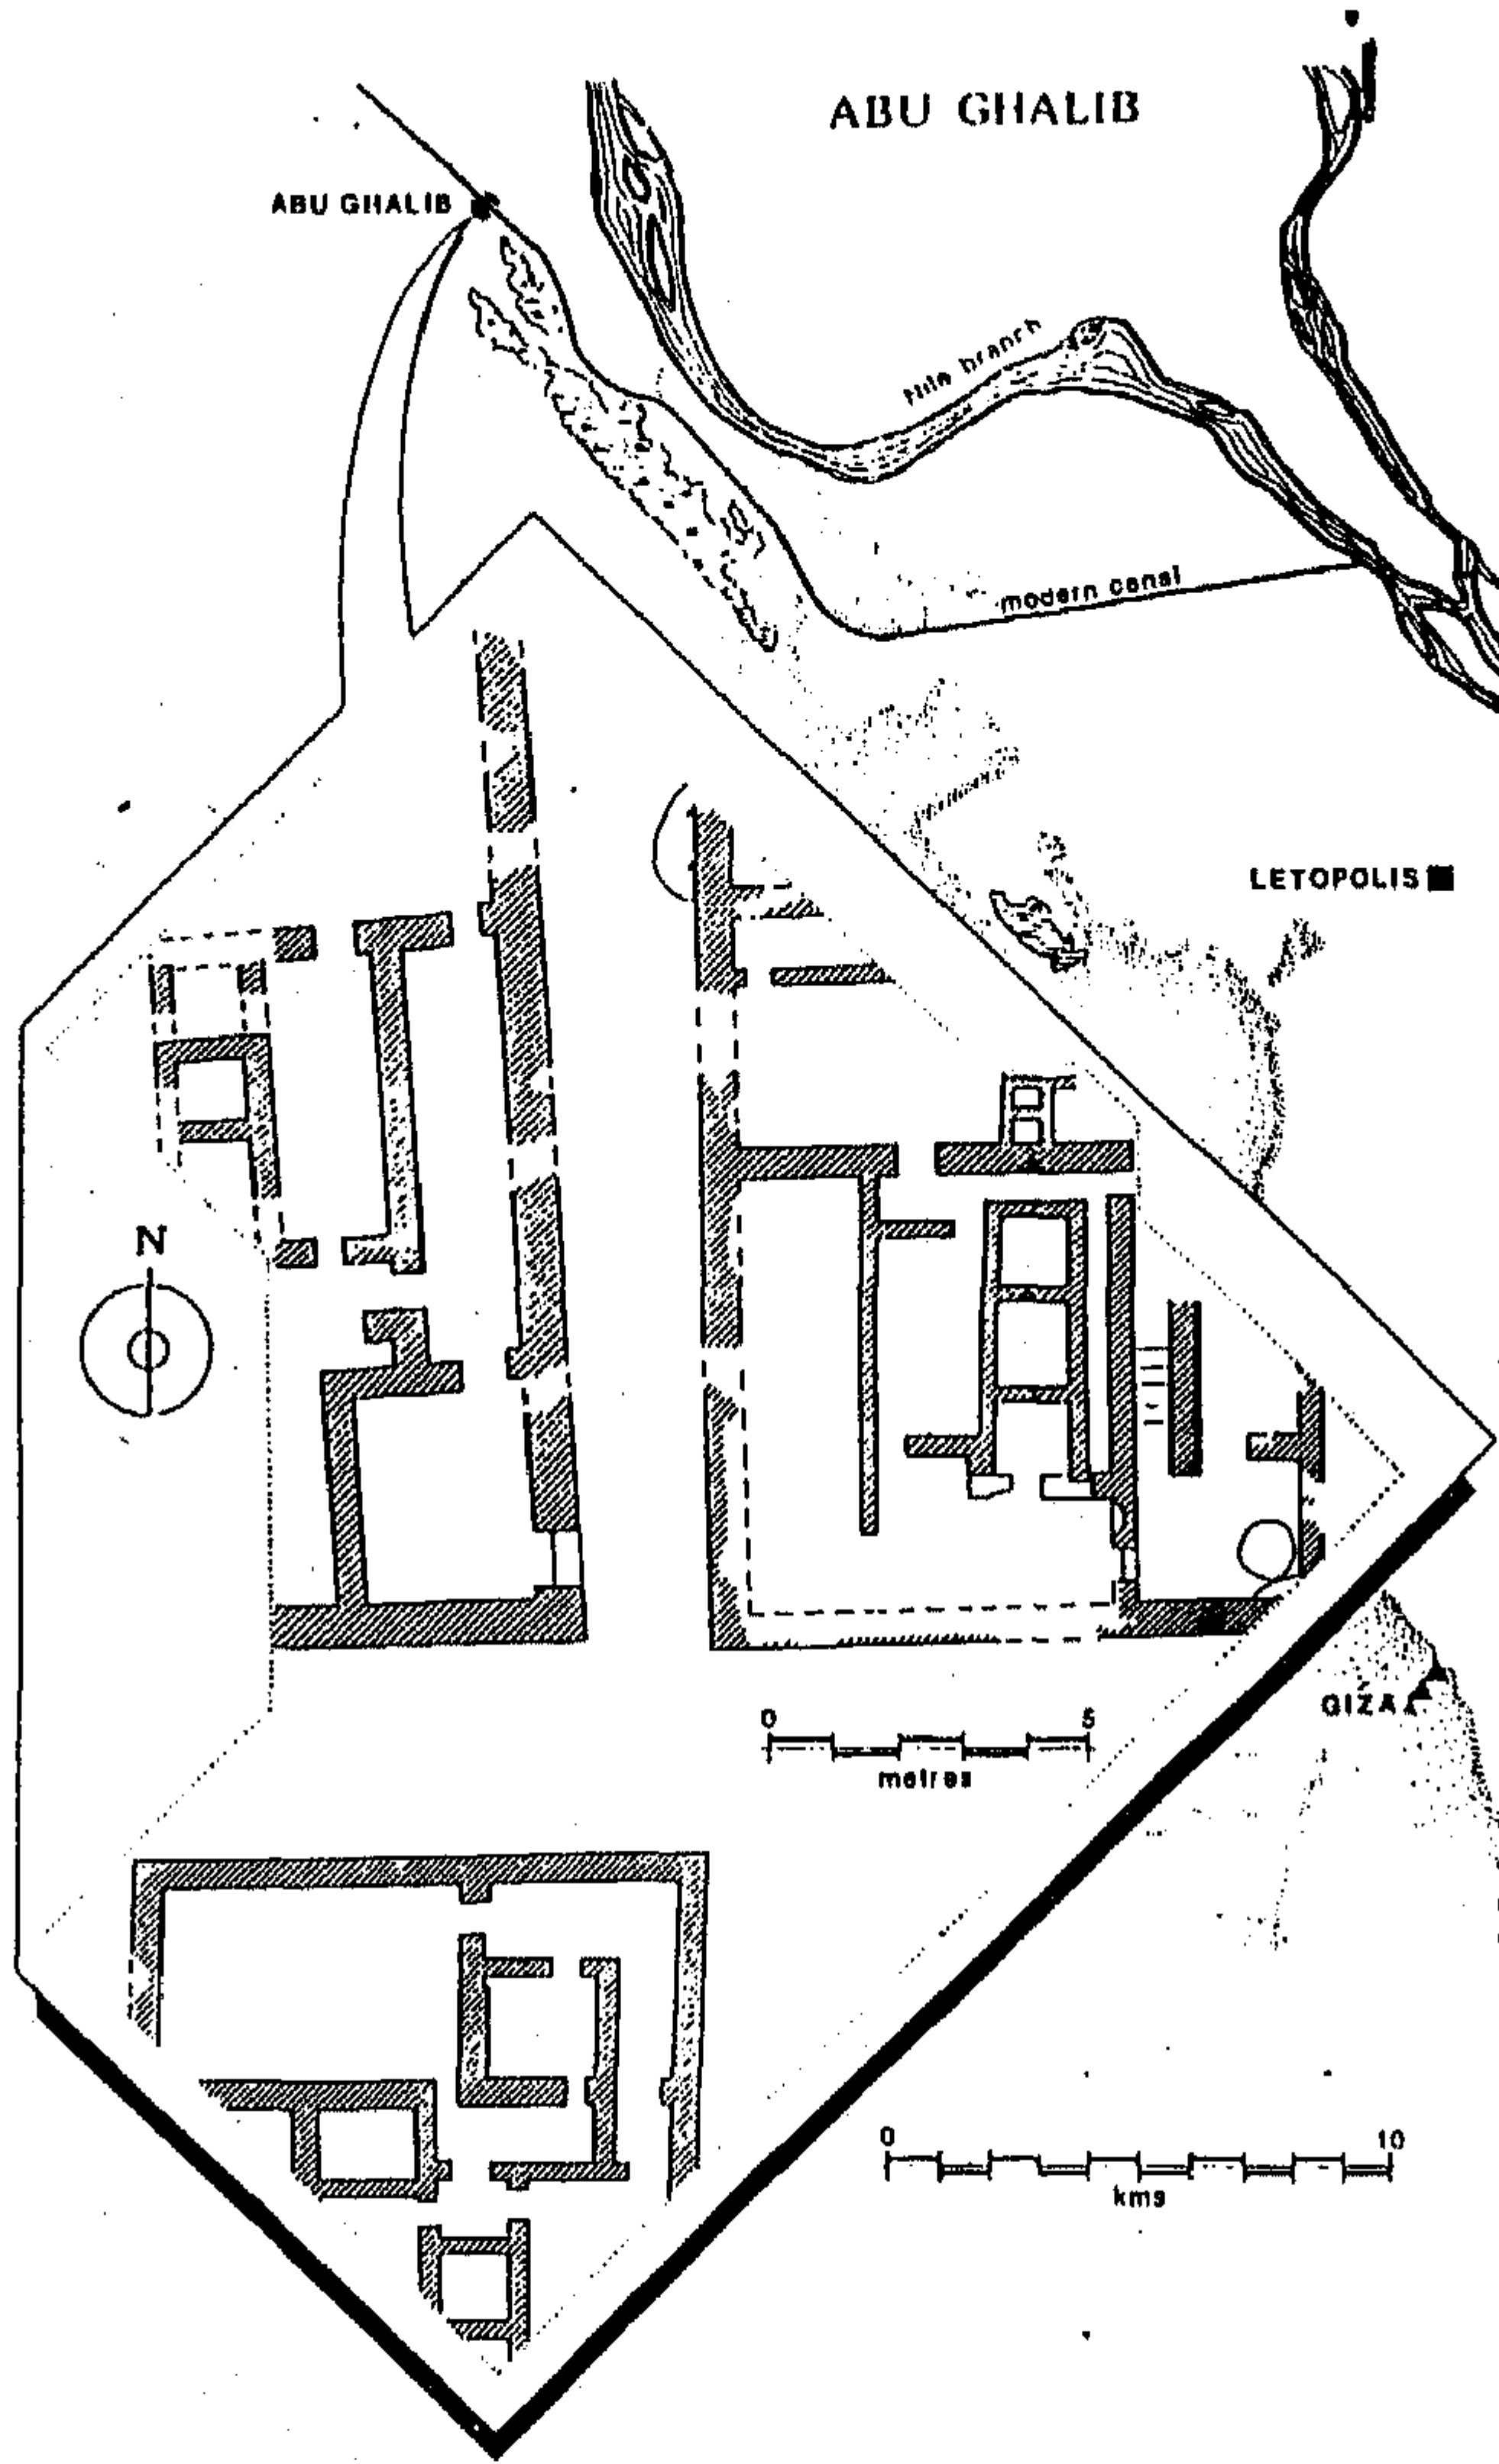 ABU GHALIB
ABU GHALIB
Nile branch
modern canal
LETOPOLIS
N
GIZA
0 5
metres
0 10
kms